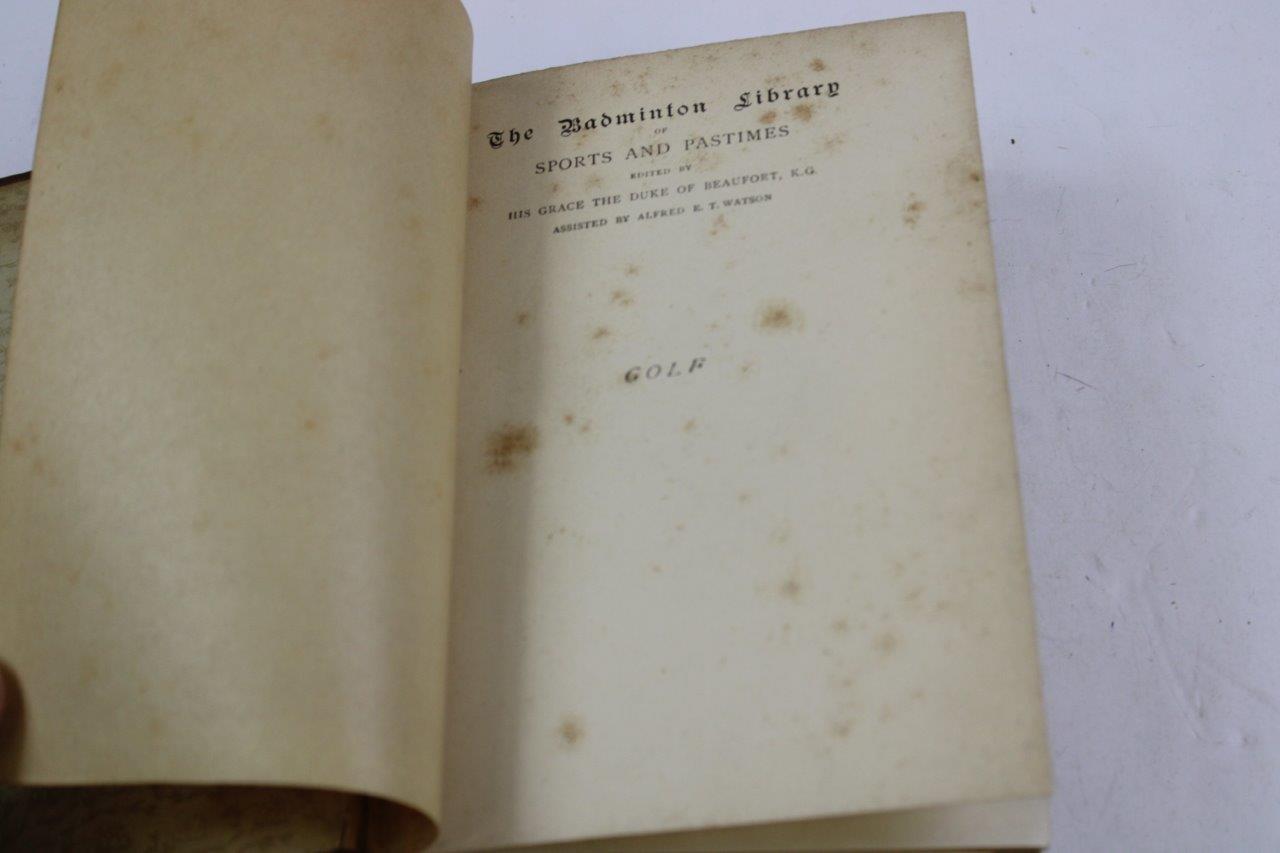 The Badminton Library
OF
SPORTS AND PASTIMES
EDITED BY
HIS GRACE THE DUKE OF BEAUFORT, K.G.
ASSISTED BY ALFRED E. T. WATSON
GOLF